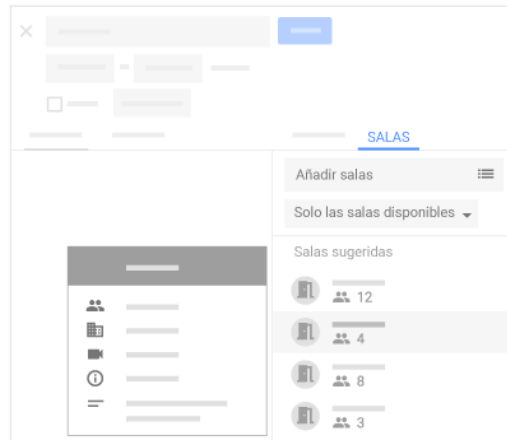 SALAS
Añadir salas
Solo las salas disponibles
Salas sugeridas
12
4
8
3